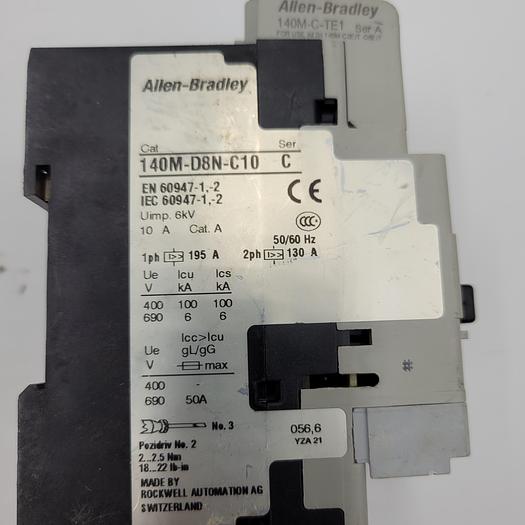 Allen-Bradley
140M-C-TE1 Ser A
Allen-Bradley
Cat Ser
140M-D8N-C10 C
EN 60947-1,-2
IEC 60947-1,-2
Uimp. 6kV
10 A Cat. A
CE
CCC
50/60 Hz
1ph I>> 195 A 2ph I>> 130 A
Ue Icu Ics
V kA kA
400 100 100
690 6 6
Icc>Icu
Ue gL/gG
V max
400 -
690 50A
No. 3
Pozidriv No. 2
2...2.5 Nm
18...22 lb-in
056,6
YZA 21
MADE BY
ROCKWELL AUTOMATION AG
SWITZERLAND